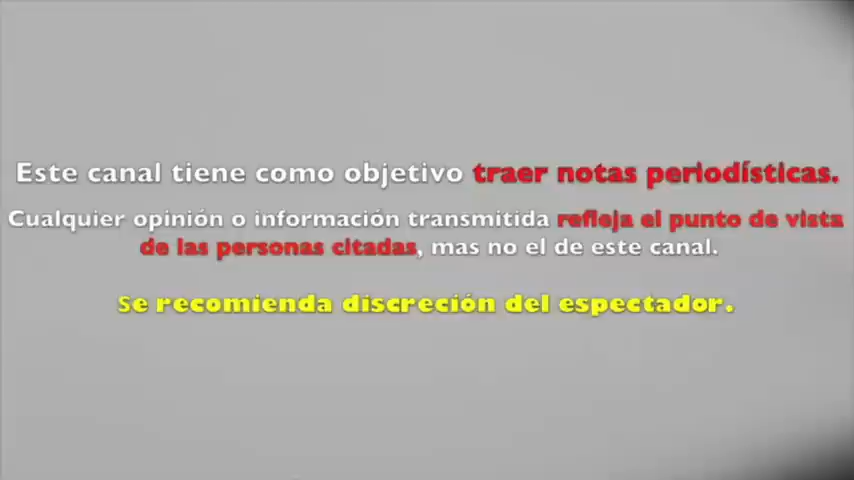 Este canal tiene como objetivo traer notas periodísticas.
Cualquier opinión o información transmitida refleja el punto de vista
de las personas citadas, mas no el de este canal.
Se recomienda discreción del espectador.